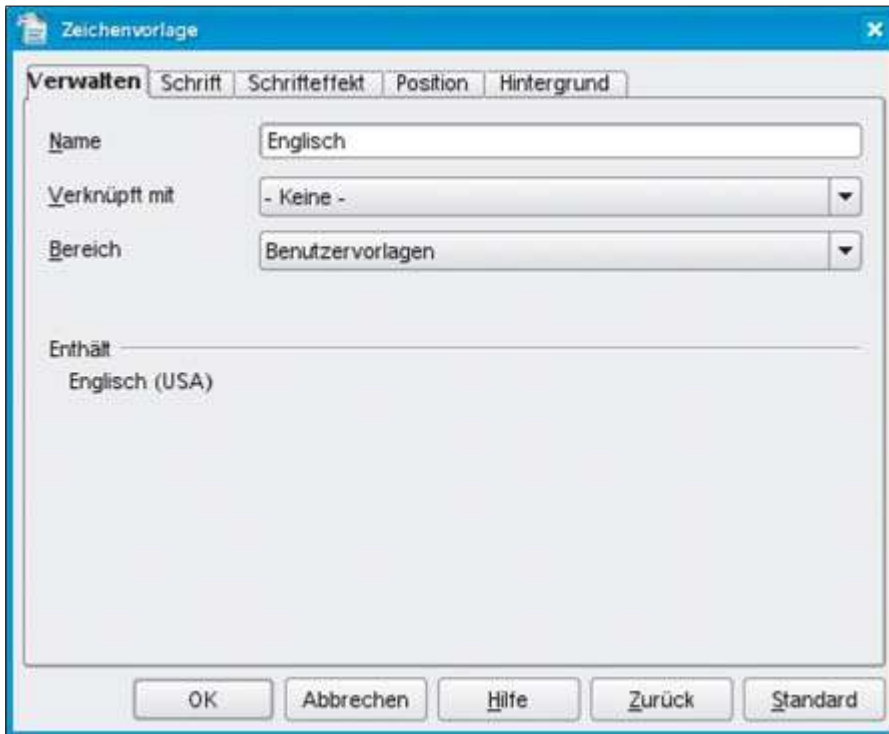 Zeichenvorlage
Verwalten Schrift Schrifteffekt Position Hintergrund
Name Englisch
Verknüpft mit - Keine -
Bereich Benutzervorlagen
Enthält
Englisch (USA)
OK Abbrechen Hilfe Zurück Standard